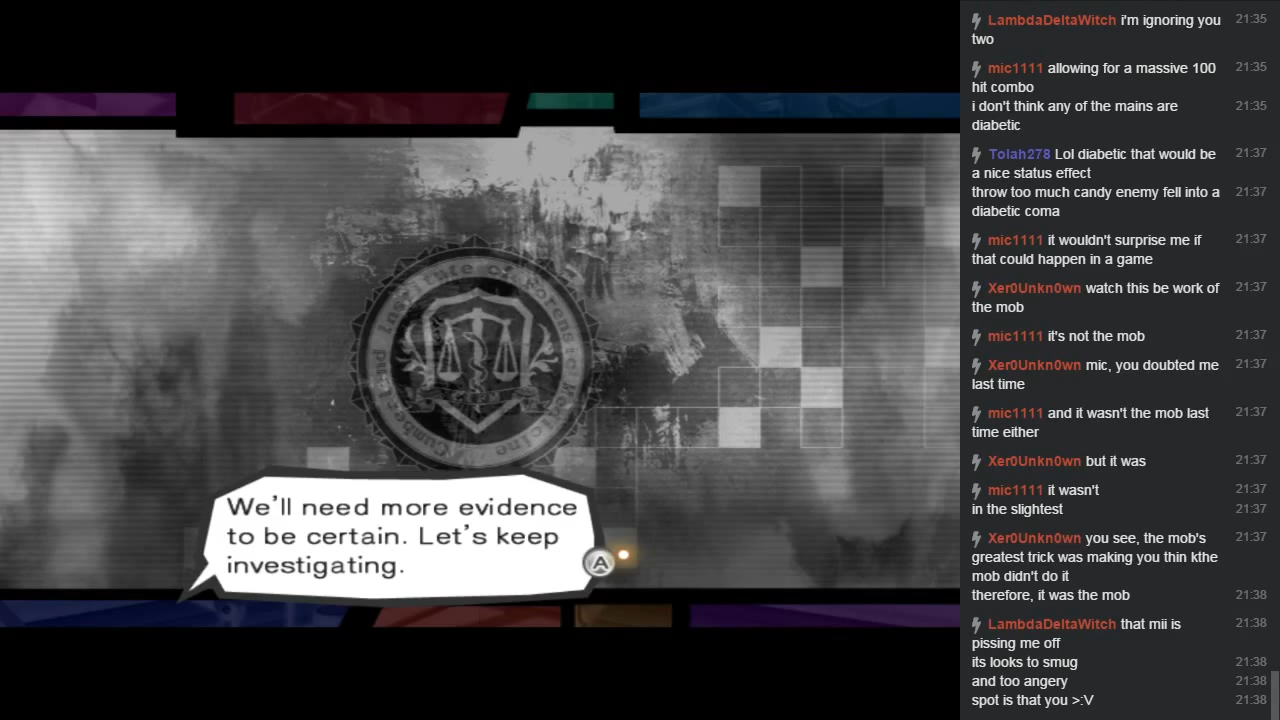 We'll need more evidence
to be certain. Let's keep
investigating.
A
Institute of Forensic Medicine
LambdaDeltaWitch i'm ignoring you 21:35
two
mic1111 allowing for a massive 100 21:35
hit combo
i don't think any of the mains are 21:35
diabetic
Tolah278 Lol diabetic that would be 21:37
a nice status effect
throw too much candy enemy fell into a 21:37
diabetic coma
mic1111 it wouldn't surprise me if 21:37
that could happen in a game
Xer0Unkn0wn watch this be work of 21:37
the mob
mic1111 it's not the mob 21:37
Xer0Unkn0wn mic, you doubted me 21:37
last time
mic1111 and it wasn't the mob last 21:37
time either
Xer0Unkn0wn but it was 21:37
mic1111 it wasn't 21:37
in the slightest 21:37
Xer0Unkn0wn you see, the mob's 21:37
greatest trick was making you thin kthe
mob didn't do it
therefore, it was the mob 21:38
LambdaDeltaWitch that mii is 21:38
pissing me off
its looks to smug 21:38
and too angery 21:38
spot is that you >:V 21:38